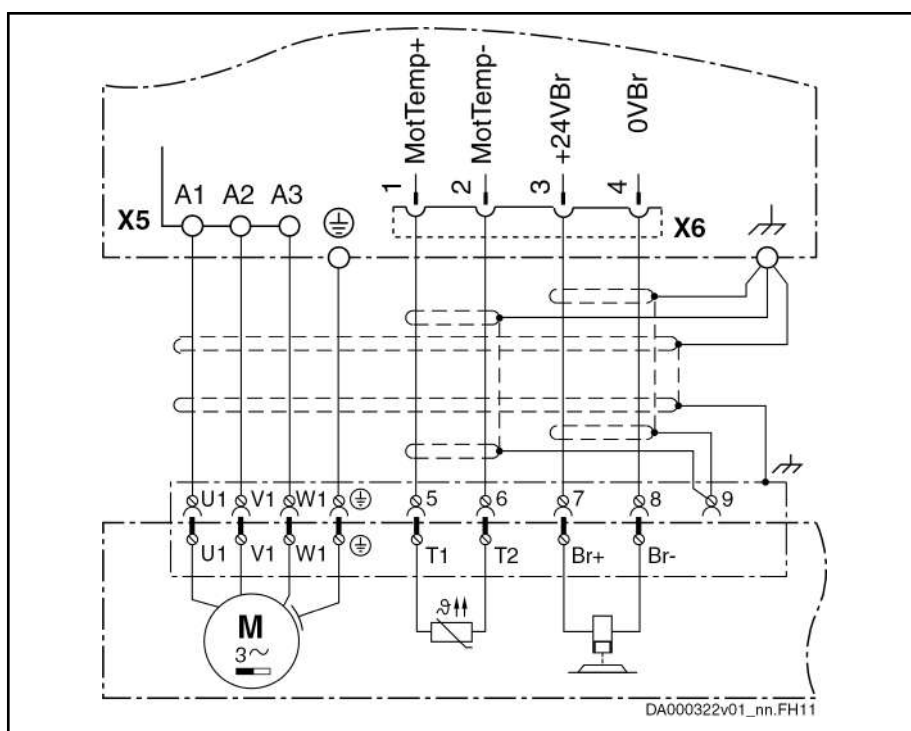 MotTemp+
MotTemp-
+24VBr
0VBr
1
2
3
4
A1 A2 A3
X5
X6
U1 V1 W1 5 6 7 8 9
U1 V1 W1 T1 T2 Br+ Br-
ϑ
M
3~
DA000322v01_nn.FH11